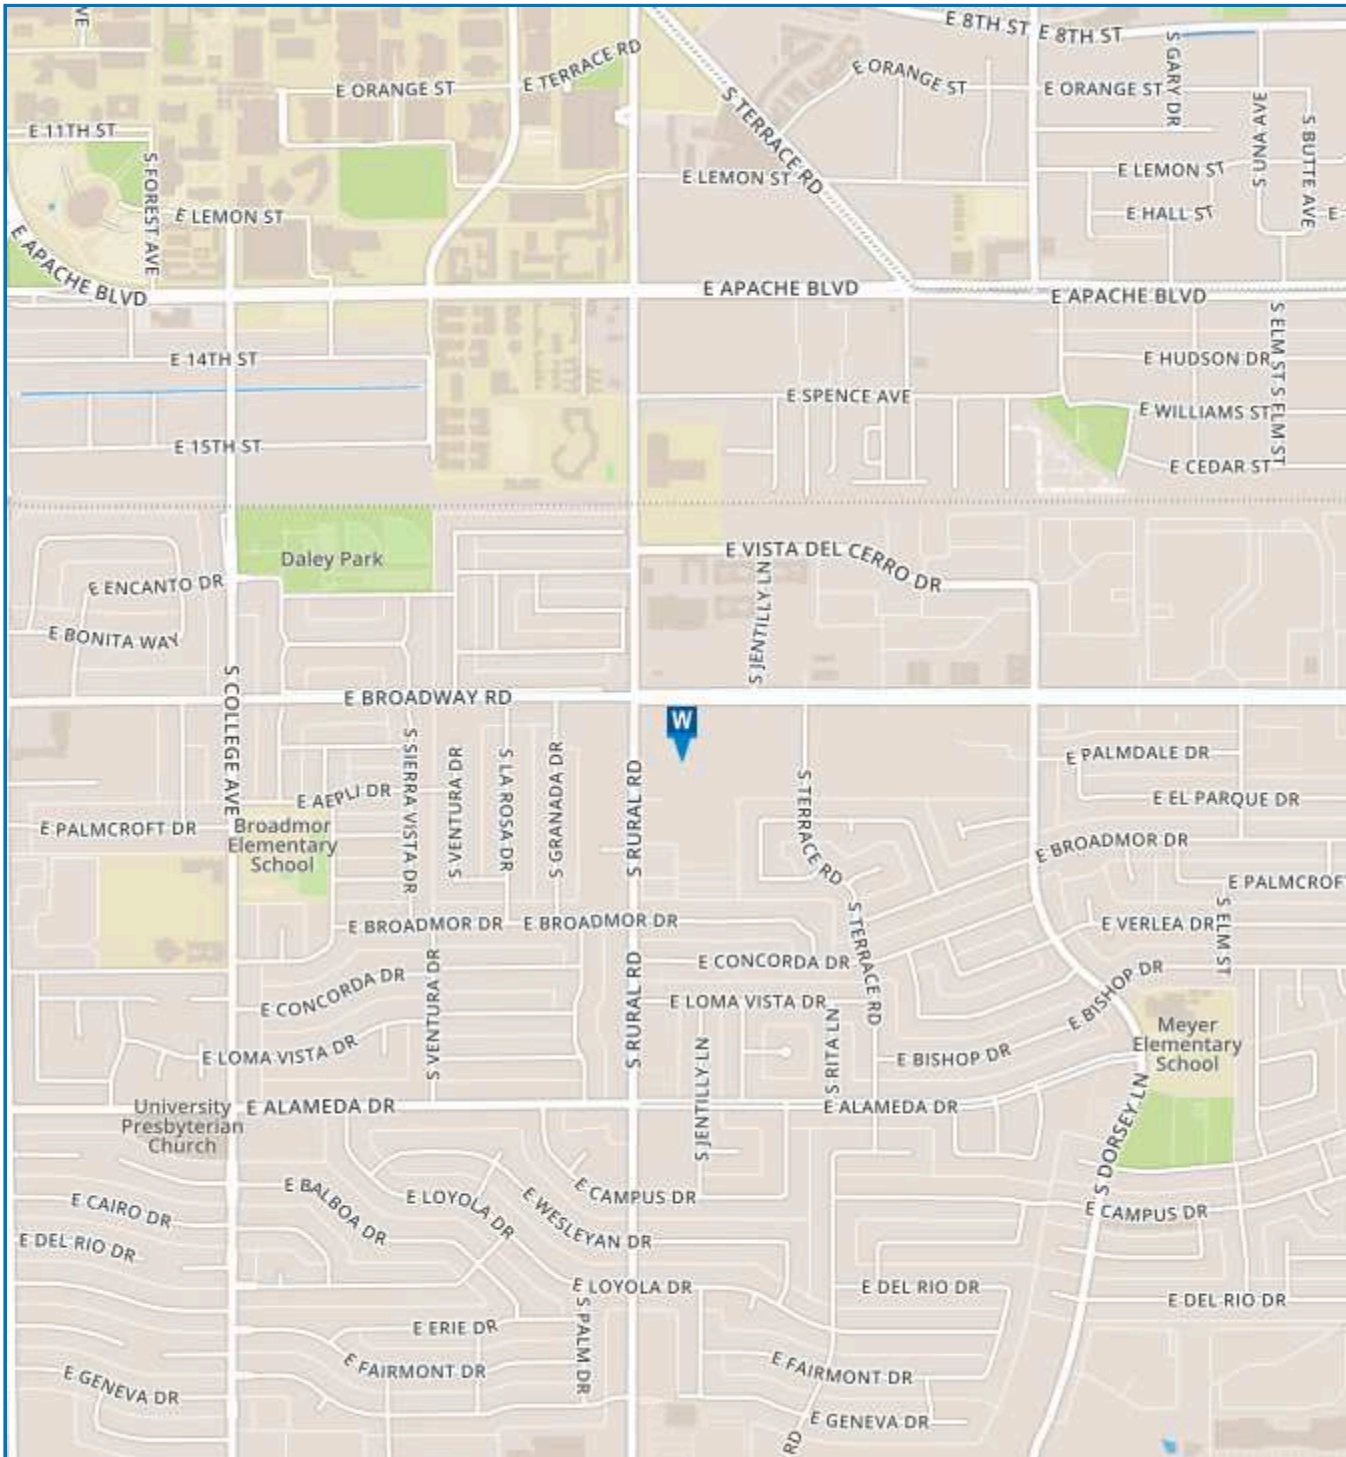 VE
E 8TH ST
E 8TH ST
E TERRACE RD
E ORANGE ST
E ORANGE ST
E ORANGE ST
S GARY DR
S UNA AVE
S BUTTE AVE
E 11TH ST
S FOREST AVE
S TERRACE RD
E LEMON ST
E LEMON ST
E LEMON ST
E HALL ST
E
E APACHE BLVD
E APACHE BLVD
E APACHE BLVD
E 14TH ST
E HUDSON DR
S ELM ST
S ELM ST
E SPENCE AVE
E WILLIAMS ST
E 15TH ST
E CEDAR ST
Daley Park
E VISTA DEL CERRO DR
E ENCANTO DR
E BONITA WAY
S JENTILLY LN
S COLLEGE AVE
E BROADWAY RD
W
S SIERRA VISTA DR
S VENTURA DR
S LA ROSA DR
S GRANADA DR
S RURAL RD
S TERRACE RD
E PALMDALE DR
E AEPLI DR
E EL PARQUE DR
E PALMCROFT DR
Broadmor
Elementary
School
E BROADMOR DR
E PALMCROF
E BROADMOR DR
E BROADMOR DR
S TERRACE RD
E VERLEA DR
S ELM ST
E CONCORDA DR
E CONCORDA DR
S VENTURA DR
S RURAL RD
E BISHOP DR
E LOMA VISTA DR
E LOMA VISTA DR
S JENTILLY LN
S RITA LN
E BISHOP DR
Meyer
Elementary
School
University
Presbyterian
Church
E ALAMEDA DR
E ALAMEDA DR
S DORSEY LN
E CAIRO DR
E BALBOA DR
E LOYOLA DR
E CAMPUS DR
E WESLEYAN DR
E CAMPUS DR
E DEL RIO DR
E LOYOLA DR
E DEL RIO DR
E DEL RIO DR
S PALM DR
E ERIE DR
E FAIRMONT DR
E FAIRMONT DR
E GENEVA DR
E GENEVA DR
RD